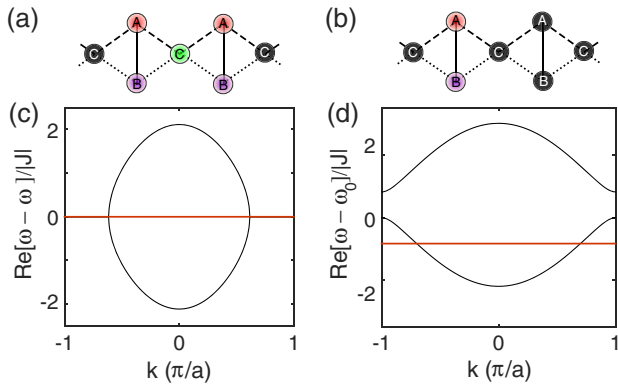 (a)
A A
C C C
B B
(b)
A A
C C C
B B
(c)
Re[ω − ω ]/|J|
2
0
-2
-1 0 1
k (π/a)
(d)
Re[ω − ω₀]/|J|
2
0
-2
-1 0 1
k (π/a)